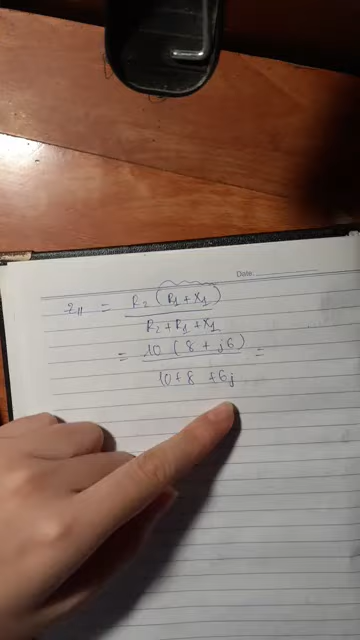 Date:
z₁₁ = R₂ (R₁ + X₁)
R₂ + R₁ + X₁
= 10 (8 + j6) =
10 + 8 + 6j